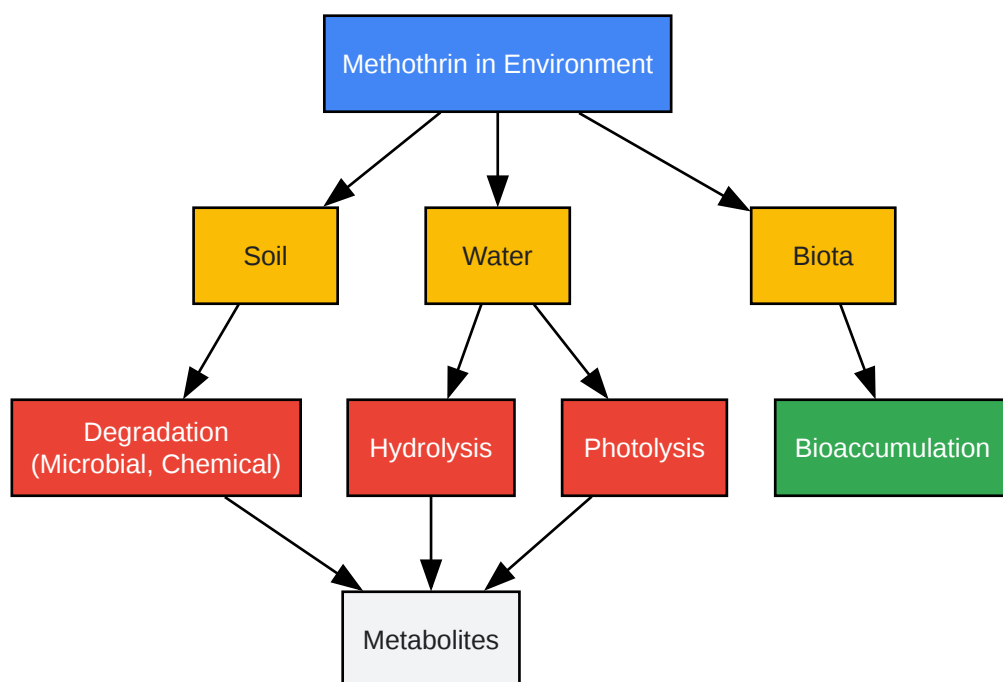 Methothrin in Environment
Soil
Water
Biota
Degradation
(Microbial, Chemical)
Hydrolysis
Photolysis
Bioaccumulation
Metabolites